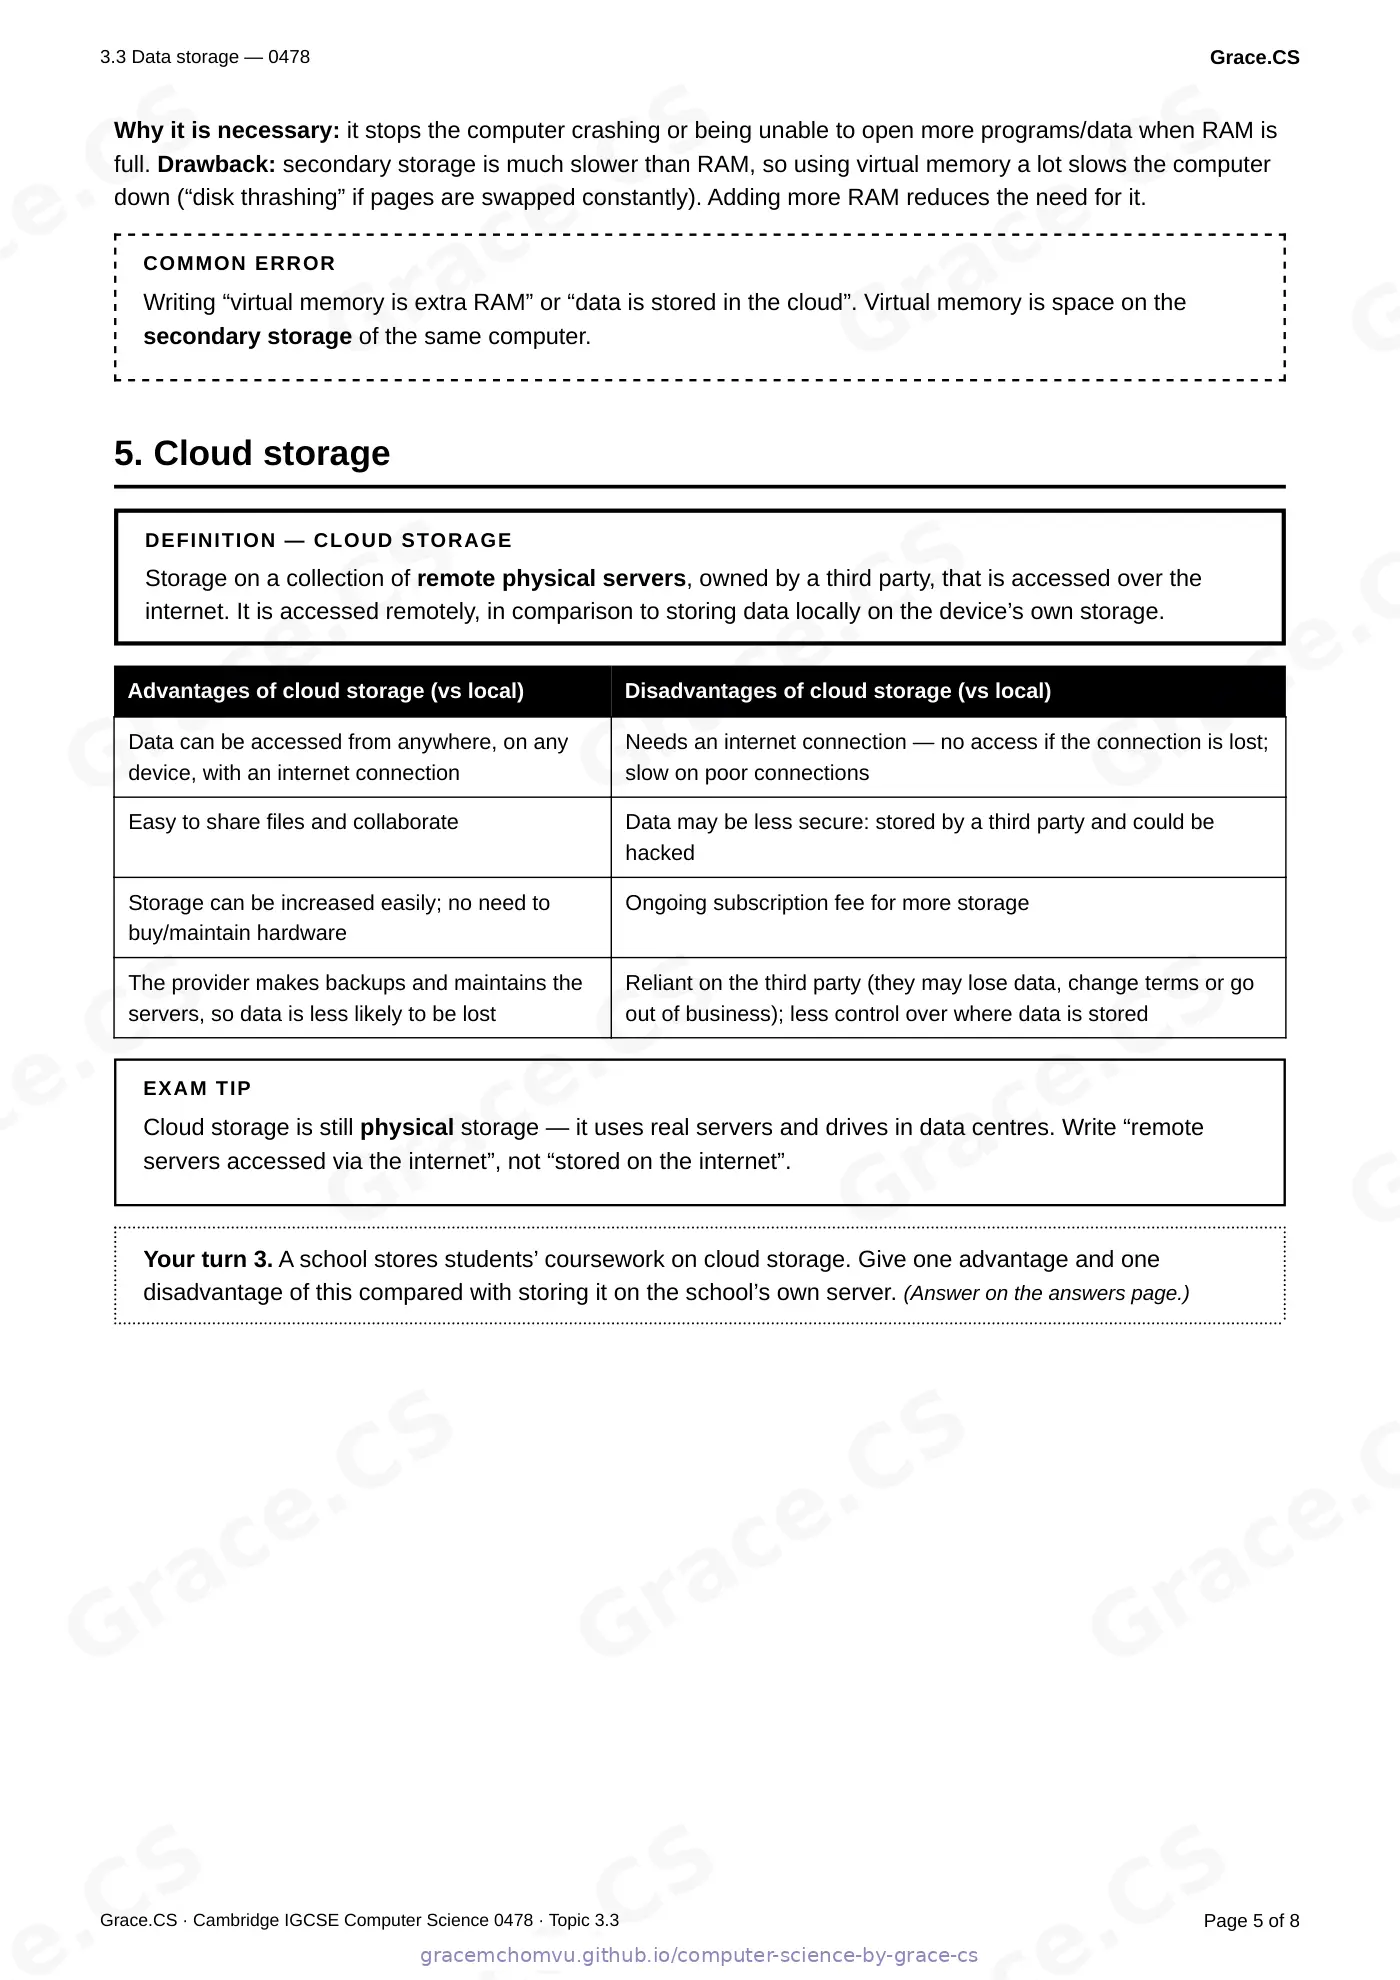 3.3 Data storage — 0478
Grace.CS
Why it is necessary: it stops the computer crashing or being unable to open more programs/data when RAM is
full. Drawback: secondary storage is much slower than RAM, so using virtual memory a lot slows the computer
down (“disk thrashing” if pages are swapped constantly). Adding more RAM reduces the need for it.
COMMON ERROR
Writing “virtual memory is extra RAM” or “data is stored in the cloud”. Virtual memory is space on the
secondary storage of the same computer.
5. Cloud storage
DEFINITION — CLOUD STORAGE
Storage on a collection of remote physical servers, owned by a third party, that is accessed over the
internet. It is accessed remotely, in comparison to storing data locally on the device’s own storage.
Advantages of cloud storage (vs local)
Disadvantages of cloud storage (vs local)
Data can be accessed from anywhere, on any
device, with an internet connection
Needs an internet connection — no access if the connection is lost;
slow on poor connections
Easy to share files and collaborate
Data may be less secure: stored by a third party and could be
hacked
Storage can be increased easily; no need to
buy/maintain hardware
Ongoing subscription fee for more storage
The provider makes backups and maintains the
servers, so data is less likely to be lost
Reliant on the third party (they may lose data, change terms or go
out of business); less control over where data is stored
EXAM TIP
Cloud storage is still physical storage — it uses real servers and drives in data centres. Write “remote
servers accessed via the internet”, not “stored on the internet”.
Your turn 3. A school stores students’ coursework on cloud storage. Give one advantage and one
disadvantage of this compared with storing it on the school’s own server. (Answer on the answers page.)
Grace.CS · Cambridge IGCSE Computer Science 0478 · Topic 3.3
Page 5 of 8
gracemchomvu.github.io/computer-science-by-grace-cs